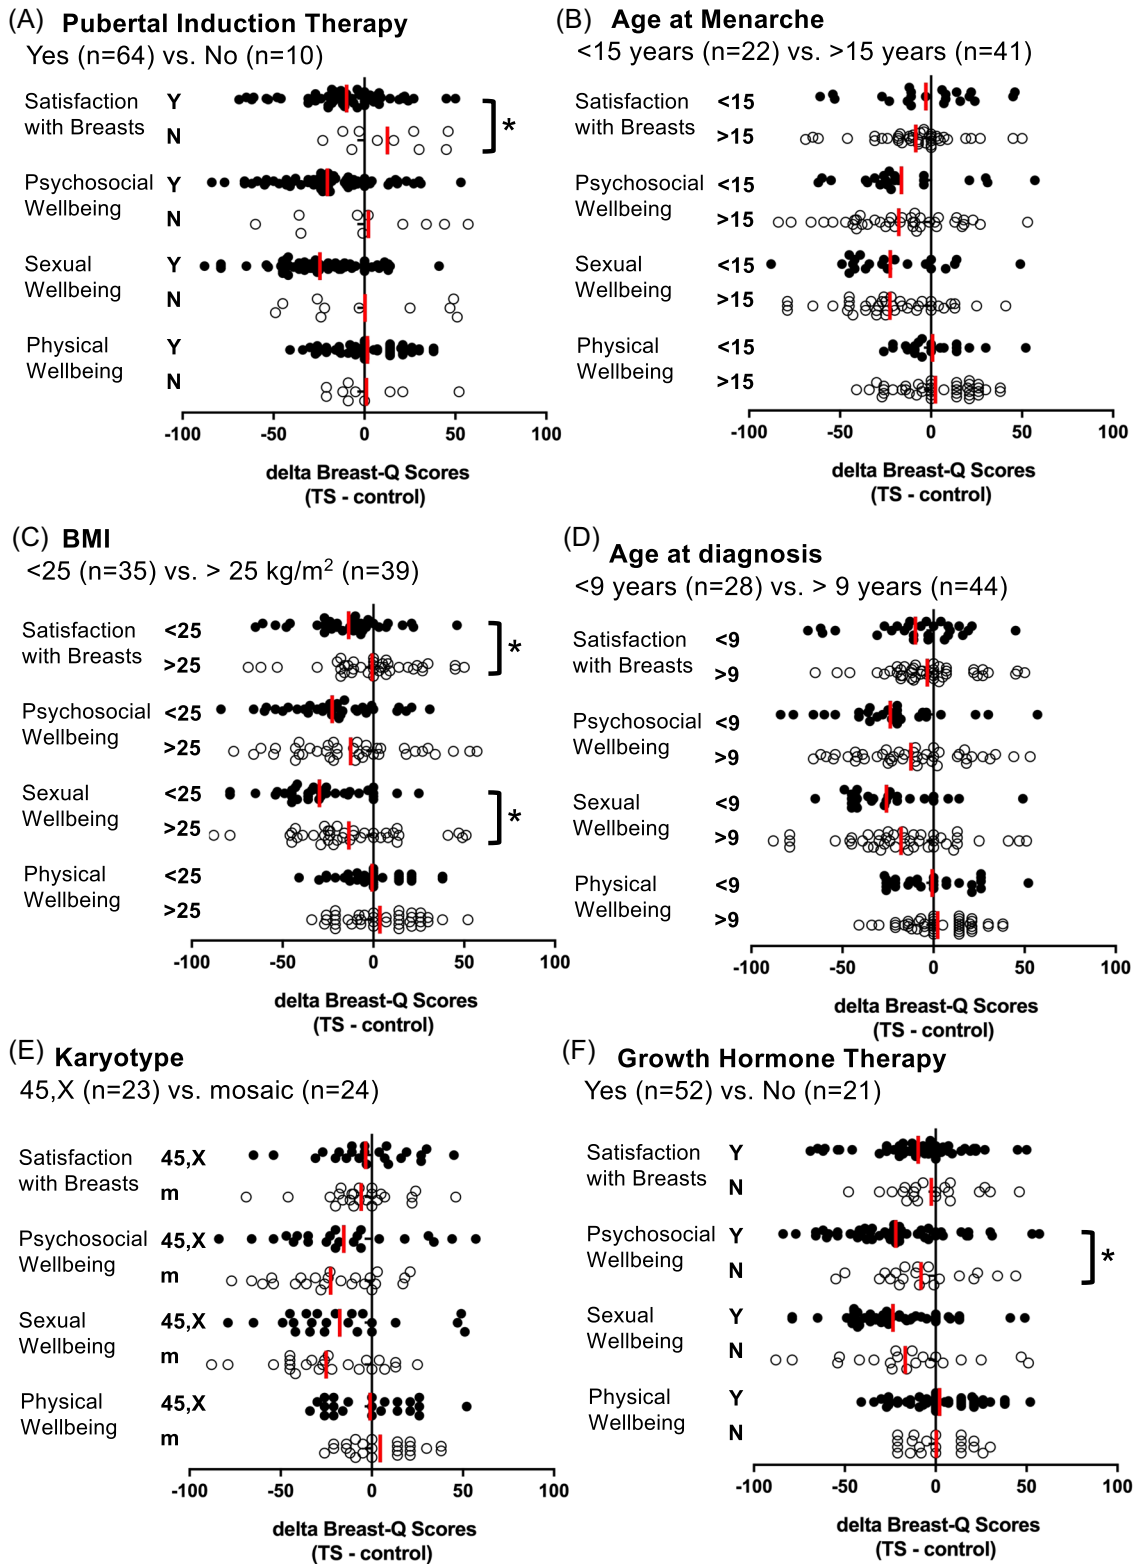 (A) Pubertal Induction Therapy
Yes (n=64) vs. No (n=10)
Satisfaction
with Breasts
Y
N
*
Psychosocial
Wellbeing
Y
N
Sexual
Wellbeing
Y
N
Physical
Wellbeing
Y
N
-100 -50 0 50 100
delta Breast-Q Scores
(TS - control)
(B) Age at Menarche
<15 years (n=22) vs. >15 years (n=41)
Satisfaction
with Breasts
<15
>15
Psychosocial
Wellbeing
<15
>15
Sexual
Wellbeing
<15
>15
Physical
Wellbeing
<15
>15
-100 -50 0 50 100
delta Breast-Q Scores
(TS - control)
(C) BMI
<25 (n=35) vs. > 25 kg/m² (n=39)
Satisfaction
with Breasts
<25
>25
*
Psychosocial
Wellbeing
<25
>25
Sexual
Wellbeing
<25
>25
*
Physical
Wellbeing
<25
>25
-100 -50 0 50 100
delta Breast-Q Scores
(TS - control)
(D) Age at diagnosis
<9 years (n=28) vs. > 9 years (n=44)
Satisfaction
with Breasts
<9
>9
Psychosocial
Wellbeing
<9
>9
Sexual
Wellbeing
<9
>9
Physical
Wellbeing
<9
>9
-100 -50 0 50 100
delta Breast-Q Scores
(TS - control)
(E) Karyotype
45,X (n=23) vs. mosaic (n=24)
Satisfaction
with Breasts
45,X
m
Psychosocial
Wellbeing
45,X
m
Sexual
Wellbeing
45,X
m
Physical
Wellbeing
45,X
m
-100 -50 0 50 100
delta Breast-Q Scores
(TS - control)
(F) Growth Hormone Therapy
Yes (n=52) vs. No (n=21)
Satisfaction
with Breasts
Y
N
Psychosocial
Wellbeing
Y
N
*
Sexual
Wellbeing
Y
N
Physical
Wellbeing
Y
N
-100 -50 0 50 100
delta Breast-Q Scores
(TS - control)